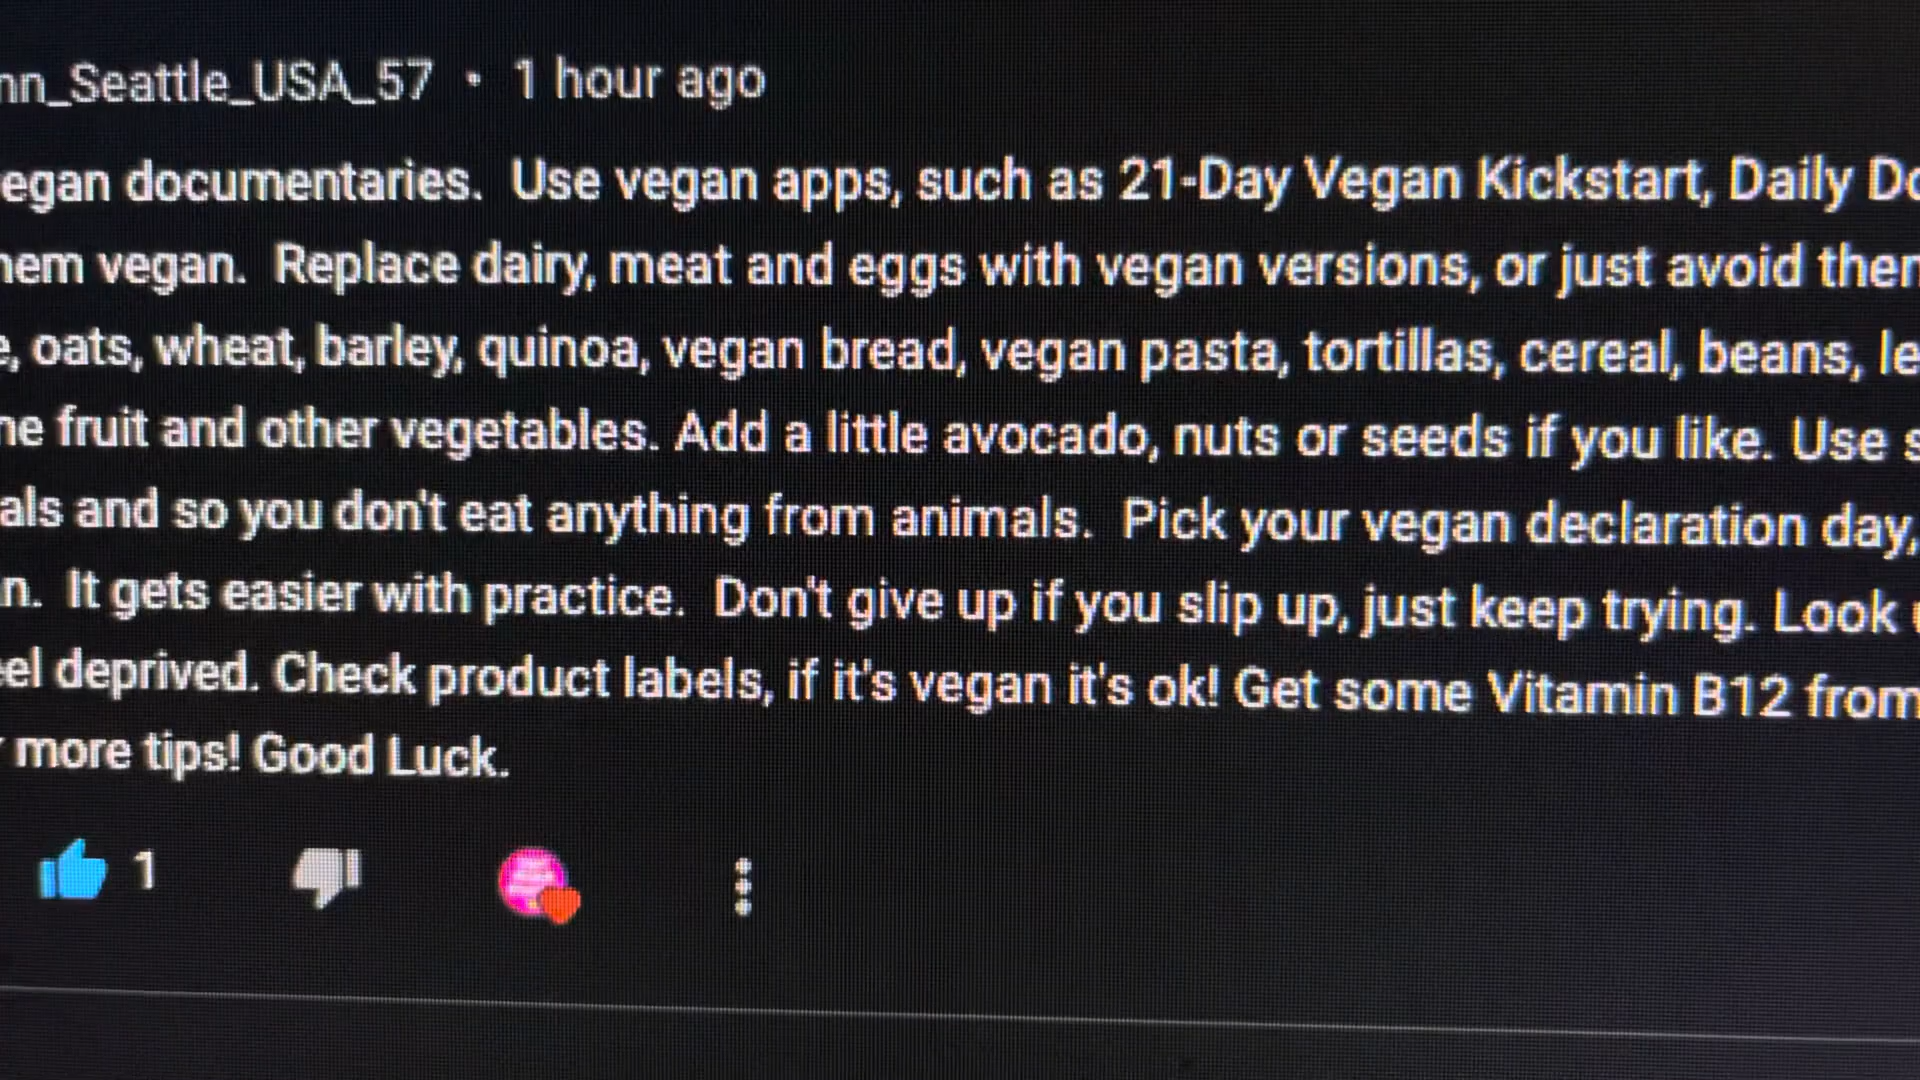 nn_Seattle_USA_57 • 1 hour ago
egan documentaries. Use vegan apps, such as 21-Day Vegan Kickstart, Daily Do
hem vegan. Replace dairy, meat and eggs with vegan versions, or just avoid them
e, oats, wheat, barley, quinoa, vegan bread, vegan pasta, tortillas, cereal, beans, le
ne fruit and other vegetables. Add a little avocado, nuts or seeds if you like. Use s
als and so you don't eat anything from animals. Pick your vegan declaration day,
n. It gets easier with practice. Don't give up if you slip up, just keep trying. Look
eel deprived. Check product labels, if it's vegan it's ok! Get some Vitamin B12 from
more tips! Good Luck.
1